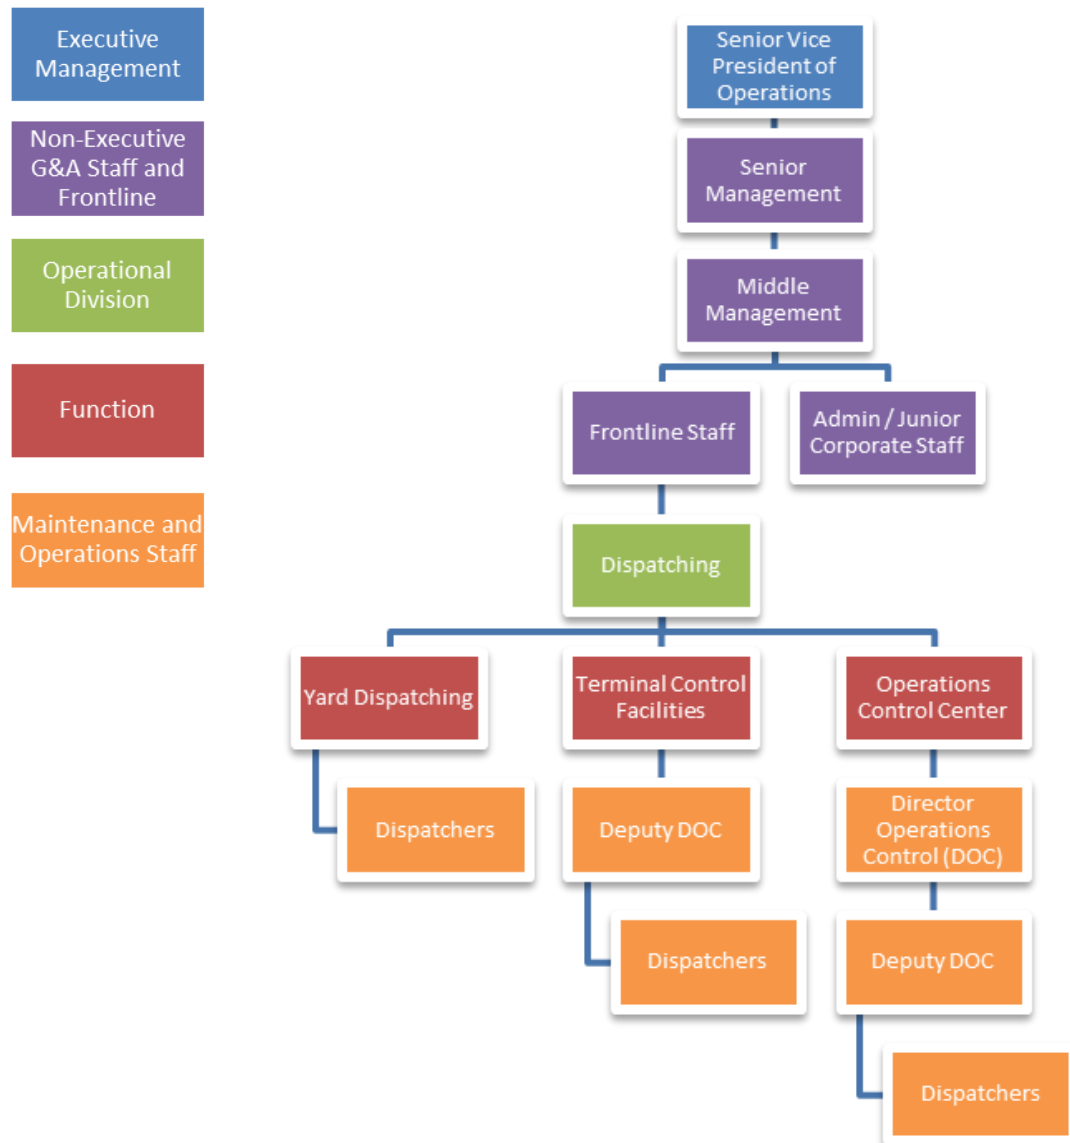 Executive
Management
Non-Executive
G&A Staff and
Frontline
Operational
Division
Function
Maintenance and
Operations Staff
Senior Vice
President of
Operations
Senior
Management
Middle
Management
Frontline Staff
Admin / Junior
Corporate Staff
Dispatching
Yard Dispatching
Terminal Control
Facilities
Operations
Control Center
Dispatchers
Deputy DOC
Director
Operations
Control (DOC)
Dispatchers
Deputy DOC
Dispatchers